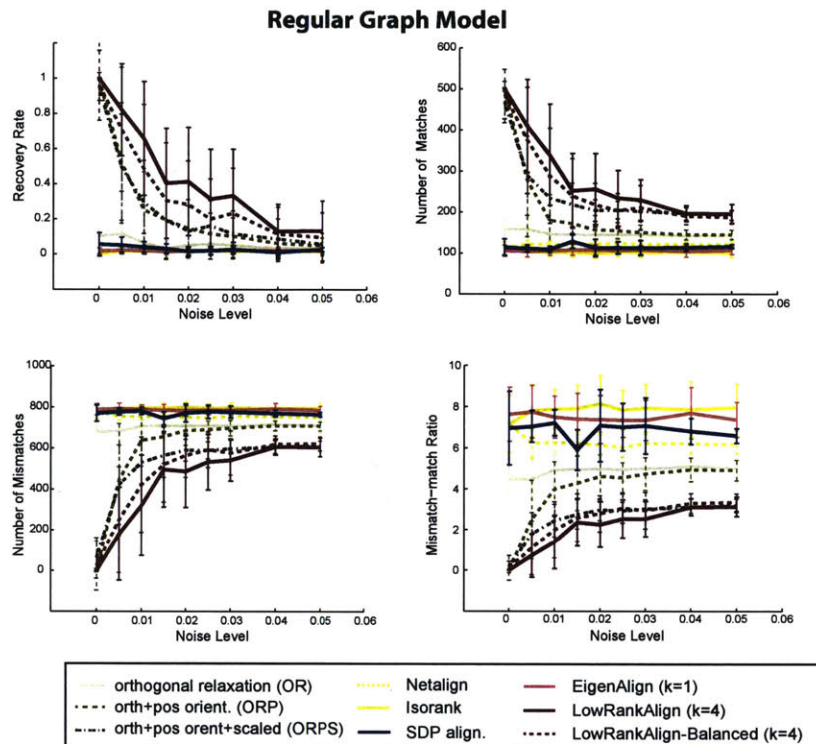 Regular Graph Model
Recovery Rate
1
0.8
0.6
0.4
0.2
0
0 0.01 0.02 0.03 0.04 0.05 0.06
Noise Level
Number of Matches
600
500
400
300
200
100
0
0 0.01 0.02 0.03 0.04 0.05 0.06
Noise Level
Number of Mismatches
1000
800
600
400
200
0
0 0.01 0.02 0.03 0.04 0.05 0.06
Noise Level
Mismatch-match Ratio
10
8
6
4
2
0
0 0.01 0.02 0.03 0.04 0.05 0.06
Noise Level
orthogonal relaxation (OR)
orth+pos orient. (ORP)
orth+pos orent+scaled (ORPS)
Netalign
Isorank
SDP align.
EigenAlign (k=1)
LowRankAlign (k=4)
LowRankAlign-Balanced (k=4)